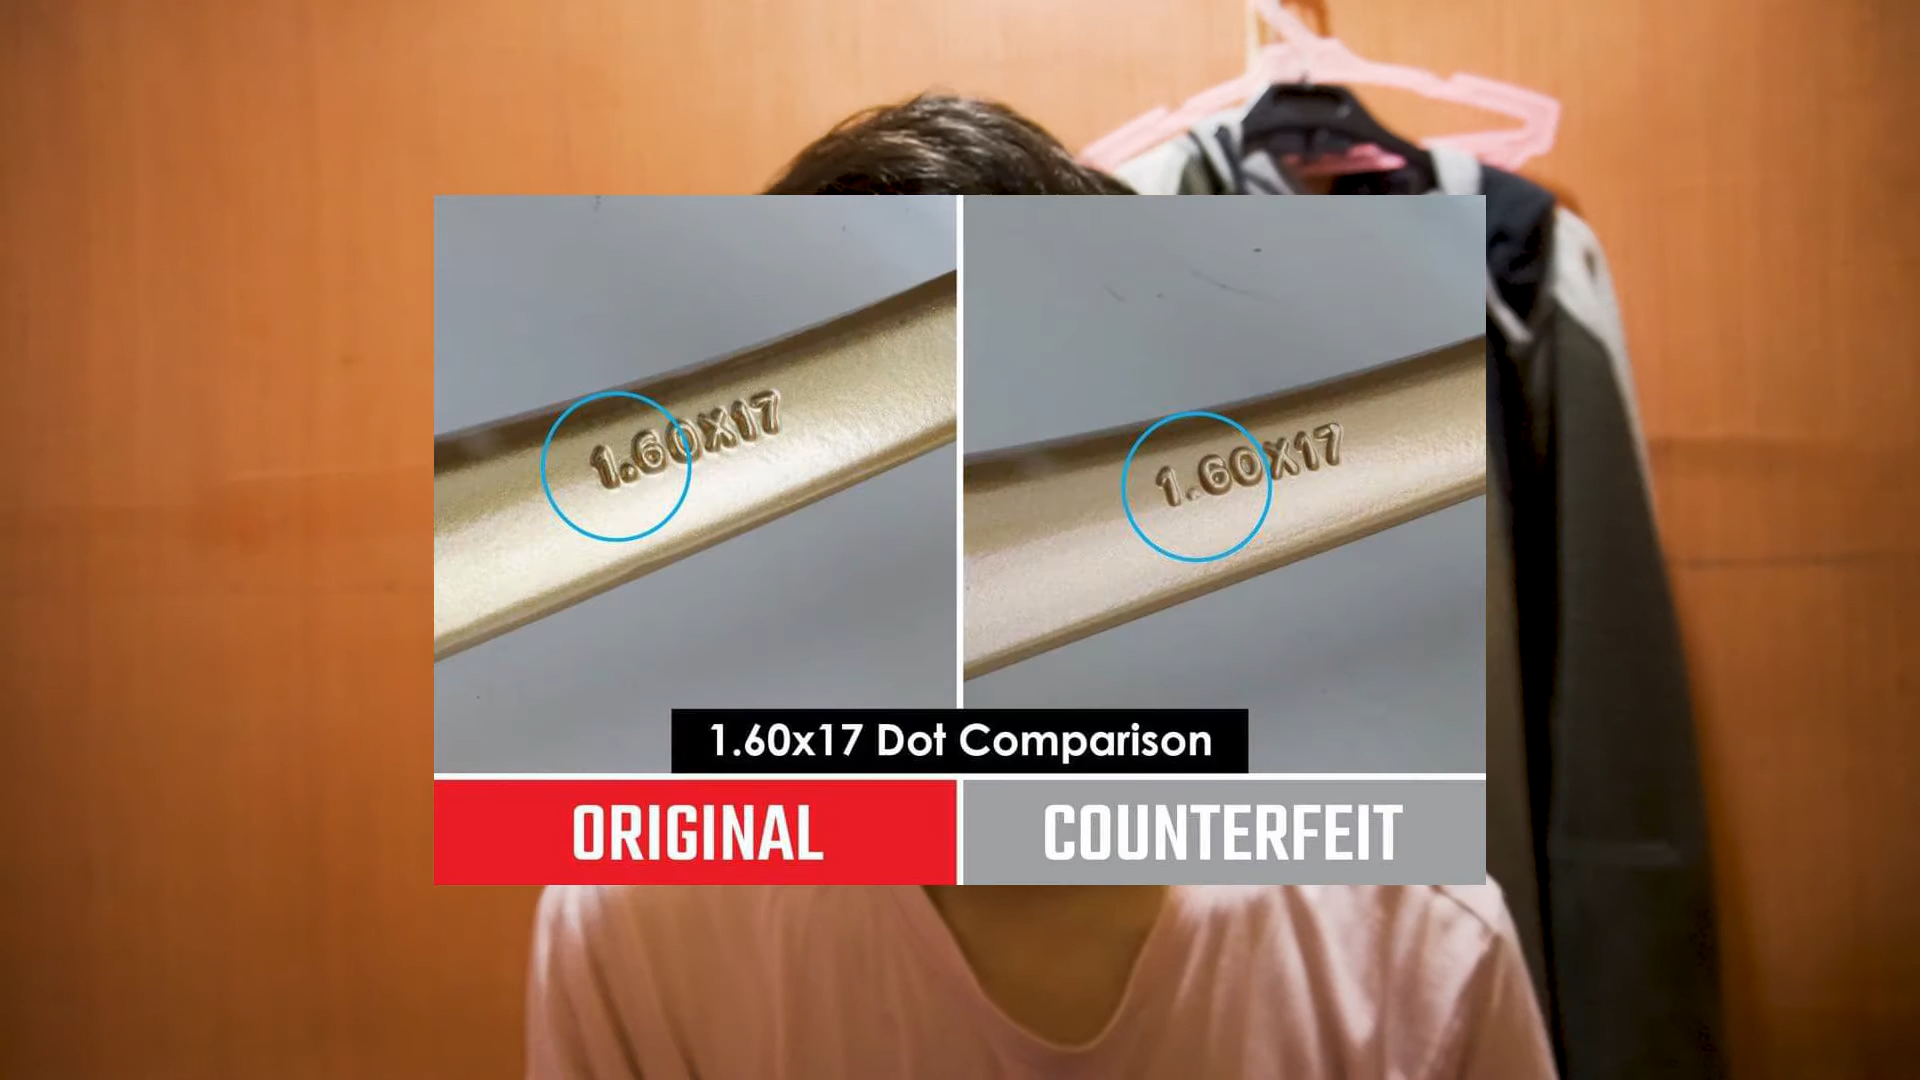 1.60X17
1.60X17
1.60x17 Dot Comparison
ORIGINAL
COUNTERFEIT